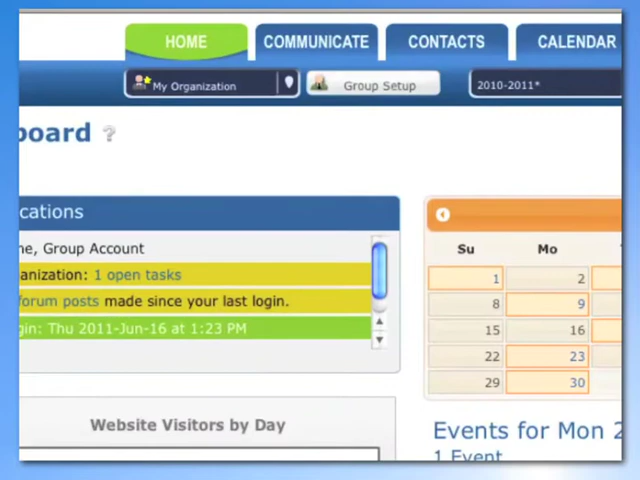 HOME COMMUNICATE CONTACTS CALENDAR
My Organization Group Setup 2010-2011*
board ?
cations
ne, Group Account
anization: 1 open tasks
forum posts made since your last login.
gin: Thu 2011-Jun-16 at 1:23 PM
Su Mo
1 2
8 9
15 16
22 23
29 30
Website Visitors by Day
Events for Mon 2
1 Event